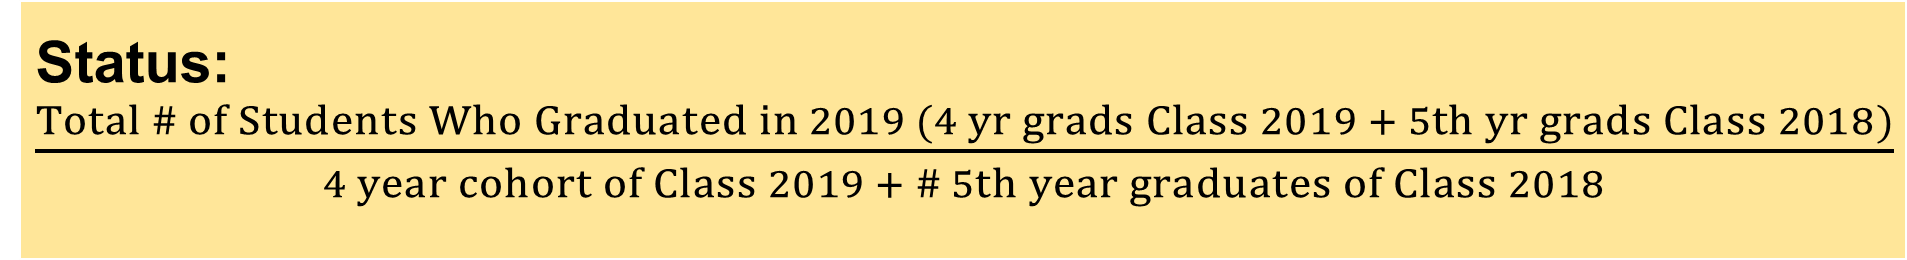 Status:
Total # of Students Who Graduated in 2019 (4 yr grads Class 2019 + 5th yr grads Class 2018)
4 year cohort of Class 2019 + # 5th year graduates of Class 2018